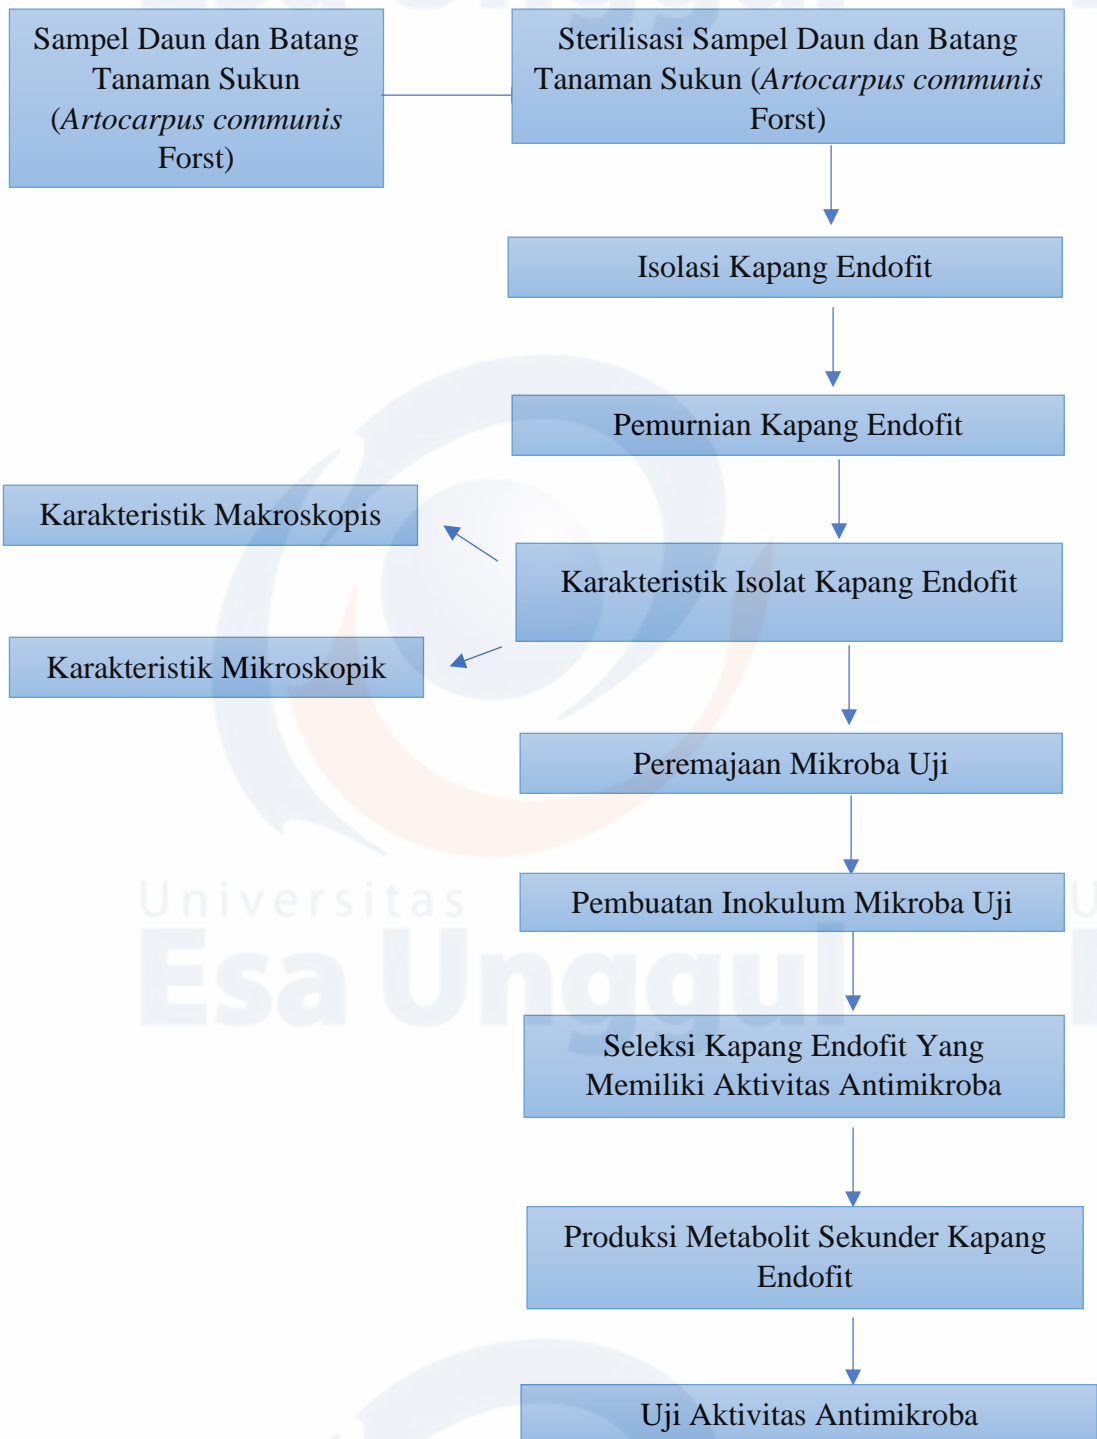 Sampel Daun dan Batang
Tanaman Sukun
(Artocarpus communis
Forst)
Sterilisasi Sampel Daun dan Batang
Tanaman Sukun (Artocarpus communis
Forst)
Isolasi Kapang Endofit
Pemurnian Kapang Endofit
Karakteristik Makroskopis
Karakteristik Isolat Kapang Endofit
Karakteristik Mikroskopik
Peremajaan Mikroba Uji
Pembuatan Inokulum Mikroba Uji
Universitas
Esa Unggul
Seleksi Kapang Endofit Yang
Memiliki Aktivitas Antimikroba
Produksi Metabolit Sekunder Kapang
Endofit
Uji Aktivitas Antimikroba